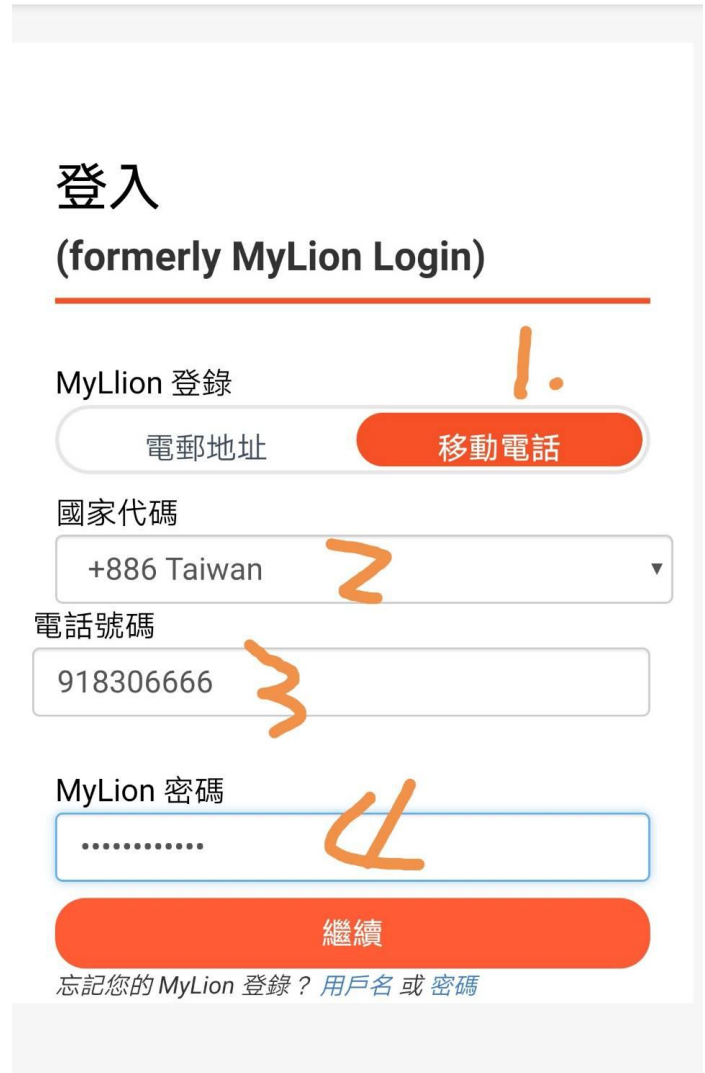 登入
(formerly MyLion Login)
1.
MyLlion 登錄
電郵地址 移動電話
國家代碼
+886 Taiwan 2
電話號碼
918306666 3
MyLion 密碼
············ 4
繼續
忘記您的 MyLion 登錄？ 用戶名 或 密碼